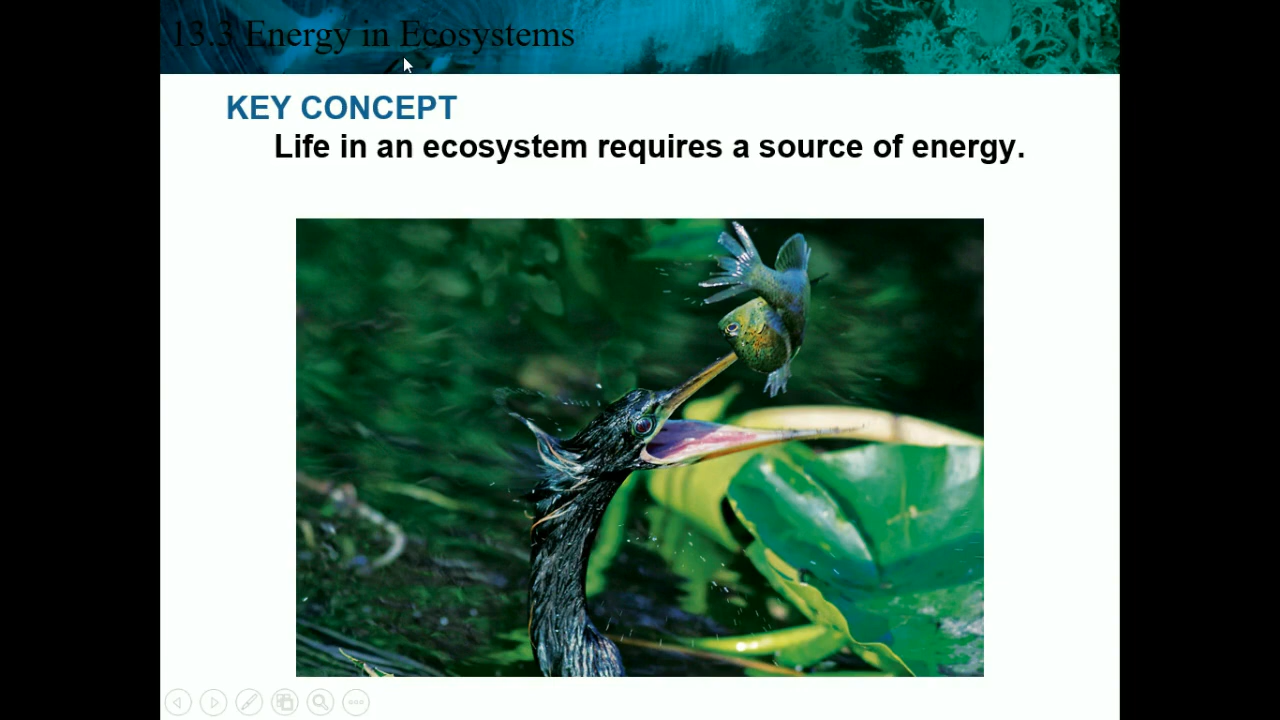 13.3 Energy in Ecosystems
KEY CONCEPT
Life in an ecosystem requires a source of energy.